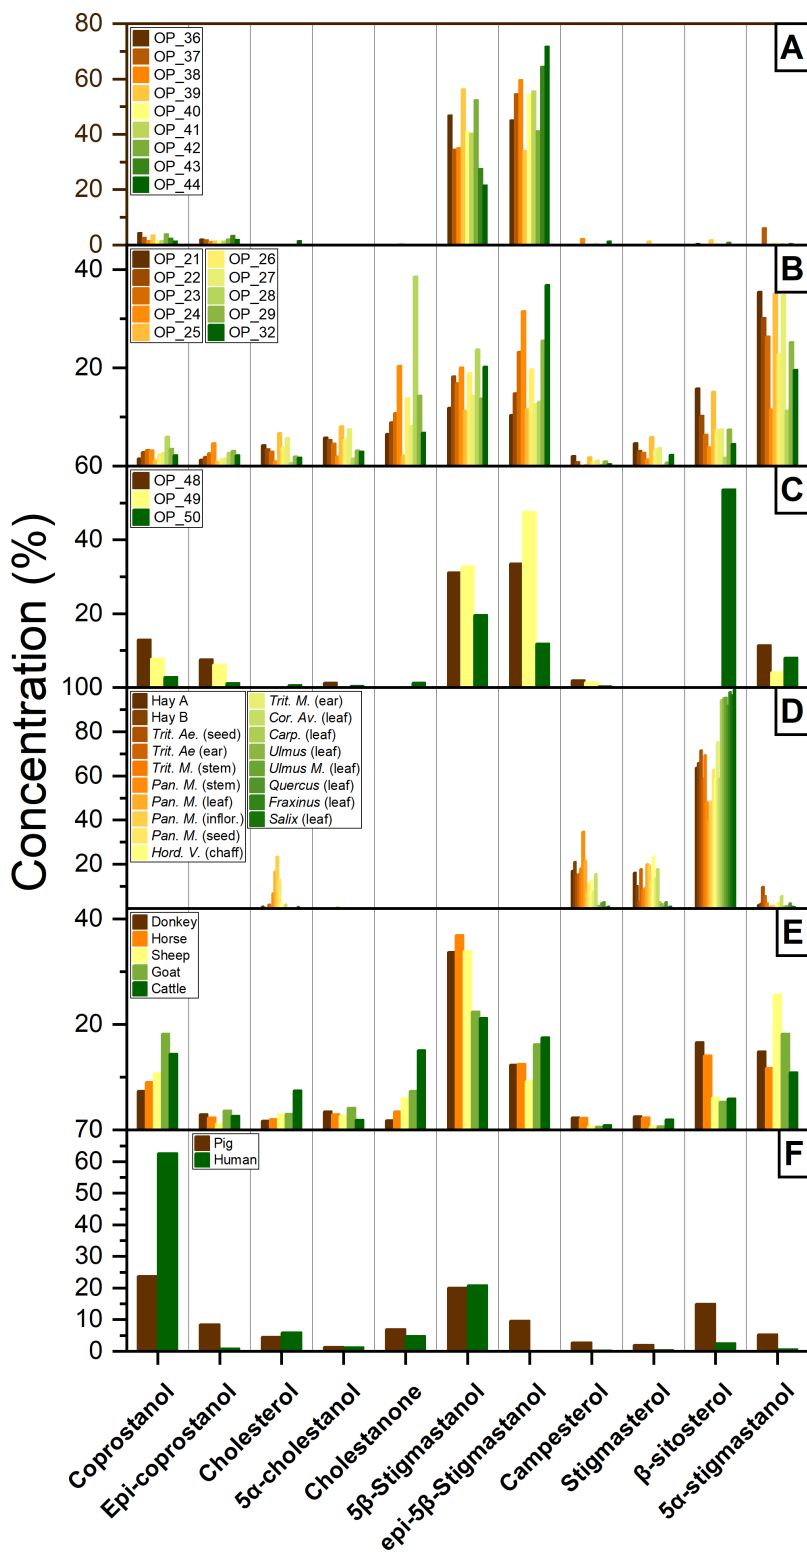 Concentration (%)
80
60
40
20
0
A
OP_36
OP_37
OP_38
OP_39
OP_40
OP_41
OP_42
OP_43
OP_44
40
20
60
B
OP_21
OP_22
OP_23
OP_24
OP_25
OP_26
OP_27
OP_28
OP_29
OP_32
40
20
100
C
OP_48
OP_49
OP_50
80
60
40
20
D
Hay A
Hay B
Trit. Ae. (seed)
Trit. Ae (ear)
Trit. M. (stem)
Pan. M. (stem)
Pan. M. (leaf)
Pan. M. (inflor.)
Pan. M. (seed)
Hord. V. (chaff)
Trit. M. (ear)
Cor. Av. (leaf)
Carp. (leaf)
Ulmus (leaf)
Ulmus M. (leaf)
Quercus (leaf)
Fraxinus (leaf)
Salix (leaf)
40
20
70
E
Donkey
Horse
Sheep
Goat
Cattle
60
50
40
30
20
10
0
F
Pig
Human
Coprostanol
Epi-coprostanol
Cholesterol
5α-cholestanol
Cholestanone
5β-Stigmastanol
epi-5β-Stigmastanol
Campesterol
Stigmasterol
β-sitosterol
5α-stigmastanol